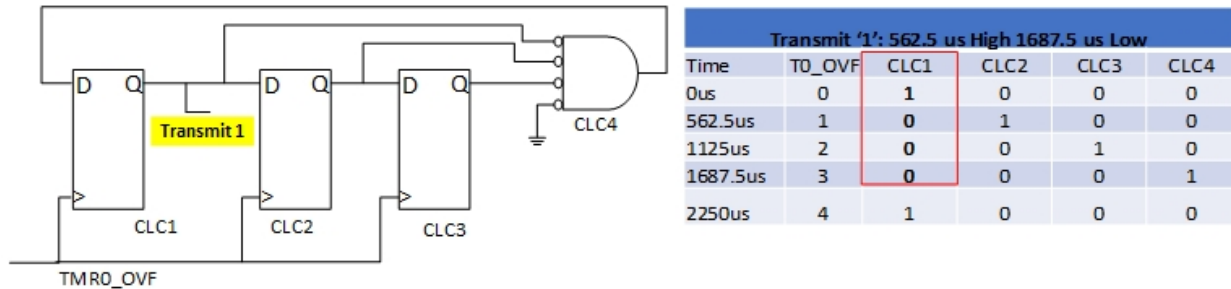 D Q
D Q
D Q
Transmit 1
CLC4
CLC1
CLC2
CLC3
TMR0_OVF
Transmit ‘1’: 562.5 us High 1687.5 us Low
Time T0_OVF CLC1 CLC2 CLC3 CLC4
0us 0 1 0 0 0
562.5us 1 0 1 0 0
1125us 2 0 0 1 0
1687.5us 3 0 0 0 1
2250us 4 1 0 0 0